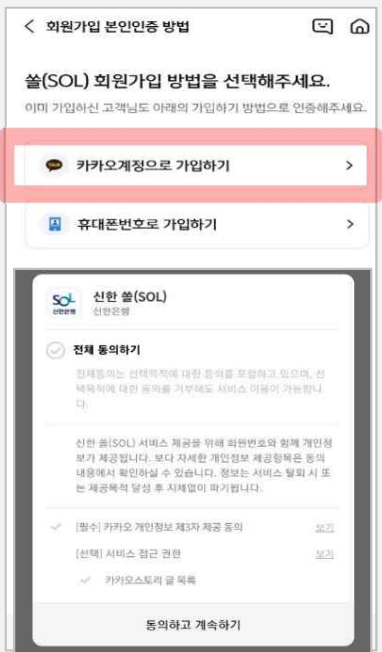 회원가입 본인인증 방법
쏠(SOL) 회원가입 방법을 선택해주세요.
이미 가입하신 고객님도 아래의 가입하기 방법으로 인증해주세요.
카카오계정으로 가입하기
휴대폰번호로 가입하기
SOL
신한은행
신한 쏠(SOL)
신한은행
전체 동의하기
전체동의는 선택목적에 대한 동의를 포함하고 있으며, 선
택목적에 대한 동의를 거부해도 서비스 이용이 가능합니
다.
신한 쏠(SOL) 서비스 제공을 위해 회원번호와 함께 개인정
보가 제공됩니다. 보다 자세한 개인정보 제공항목은 동의
내용에서 확인하실 수 있습니다. 정보는 서비스 탈퇴 시 또
는 제공목적 달성 후 지체없이 파기됩니다.
[필수] 카카오 개인정보 제3자 제공 동의 보기
[선택] 서비스 접근 권한 보기
카카오스토리 글 목록
동의하고 계속하기